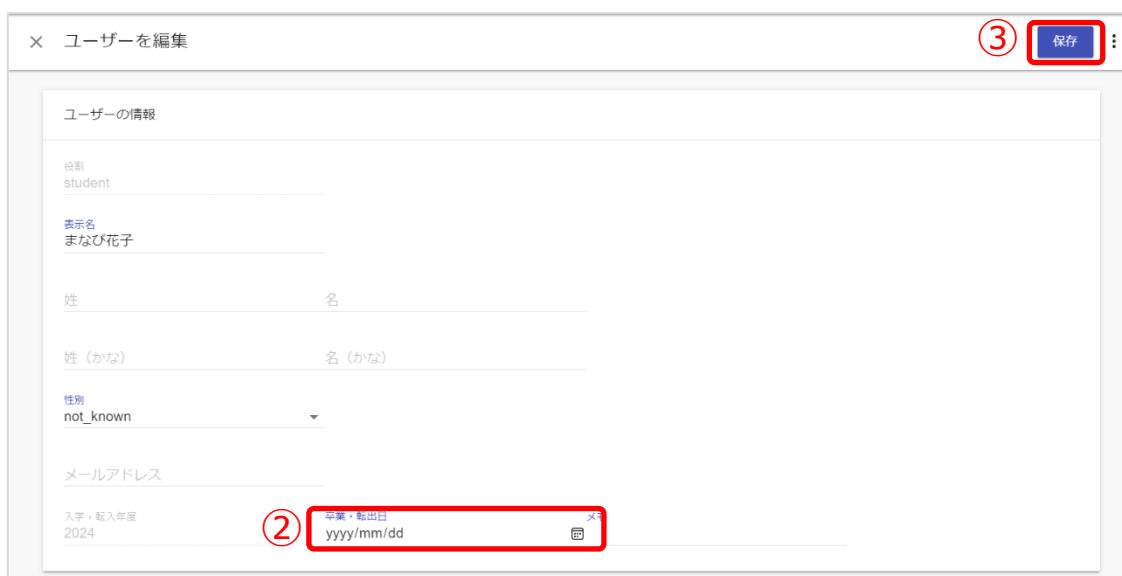 × ユーザーを編集
③ 保存
ユーザーの情報
役割
student
表示名
まなび花子
姓 名
姓（かな） 名（かな）
性別
not_known
メールアドレス
入学・転入年度 卒業・転出日 メモ
2024 ② yyyy/mm/dd